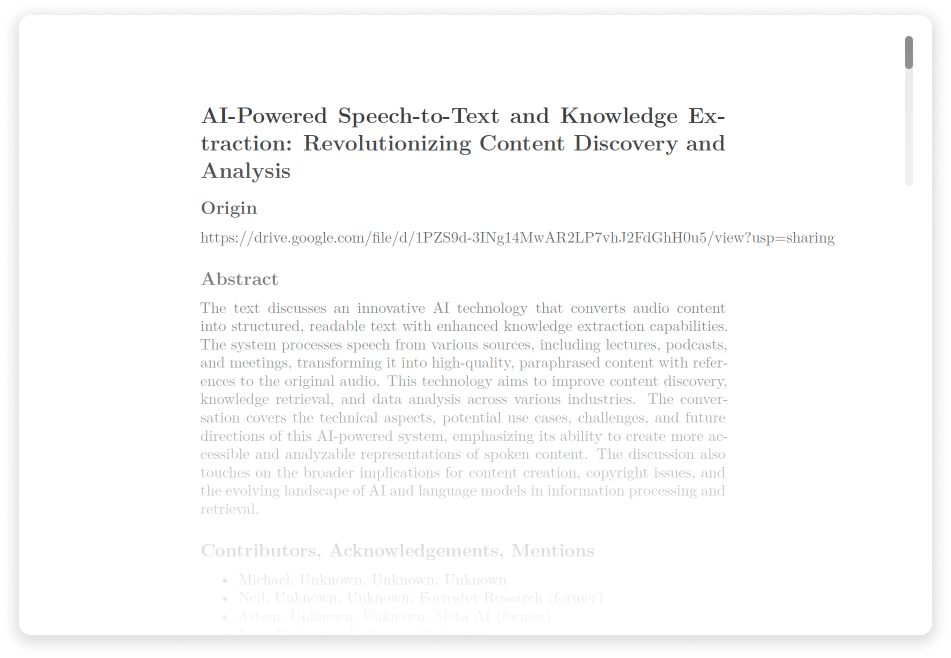 AI-Powered Speech-to-Text and Knowledge Ex-
traction: Revolutionizing Content Discovery and
Analysis
Origin
https://drive.google.com/file/d/1PZS9d-3INg14MwAR2LP7vhJ2FdGhH0u5/view?usp=sharing
Abstract
The text discusses an innovative AI technology that converts audio content
into structured, readable text with enhanced knowledge extraction capabilities.
The system processes speech from various sources, including lectures, podcasts,
and meetings, transforming it into high-quality, paraphrased content with refer-
ences to the original audio. This technology aims to improve content discovery,
knowledge retrieval, and data analysis across various industries. The conver-
sation covers the technical aspects, potential use cases, challenges, and future
directions of this AI-powered system, emphasizing its ability to create more ac-
cessible and analyzable representations of spoken content. The discussion also
touches on the broader implications for content creation, copyright issues, and
the evolving landscape of AI and language models in information processing and
retrieval.
Contributors, Acknowledgements, Mentions
• Michael, Unknown, Unknown, Unknown
• Neil, Unknown, Unknown, Forrester Research (former)
• Artem, Unknown, Unknown, Meta AI (former)